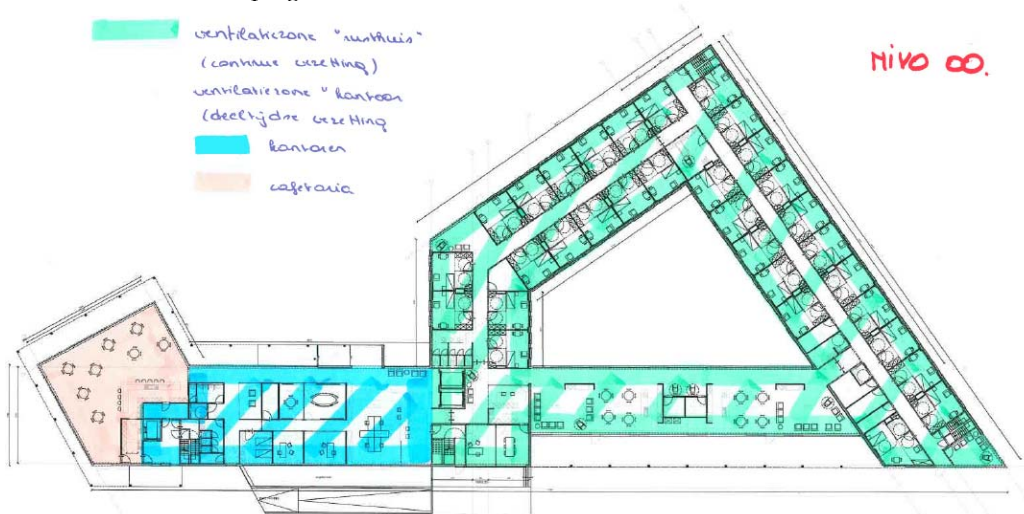 ventilatiezone "rusthuis"
(continue bezetting)
ventilatiezone "kantoor
(deeltijdse bezetting
kantoren
cafetaria
NIVO 00.